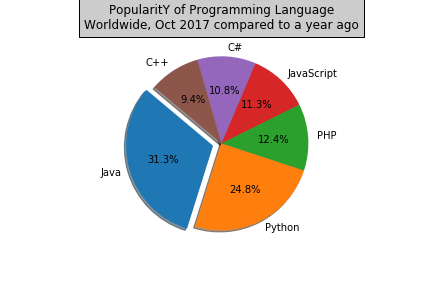 PopularitY of Programming Language
Worldwide, Oct 2017 compared to a year ago
C#
C++
JavaScript
10.8%
9.4%
11.3%
PHP
12.4%
31.3%
Java
24.8%
Python